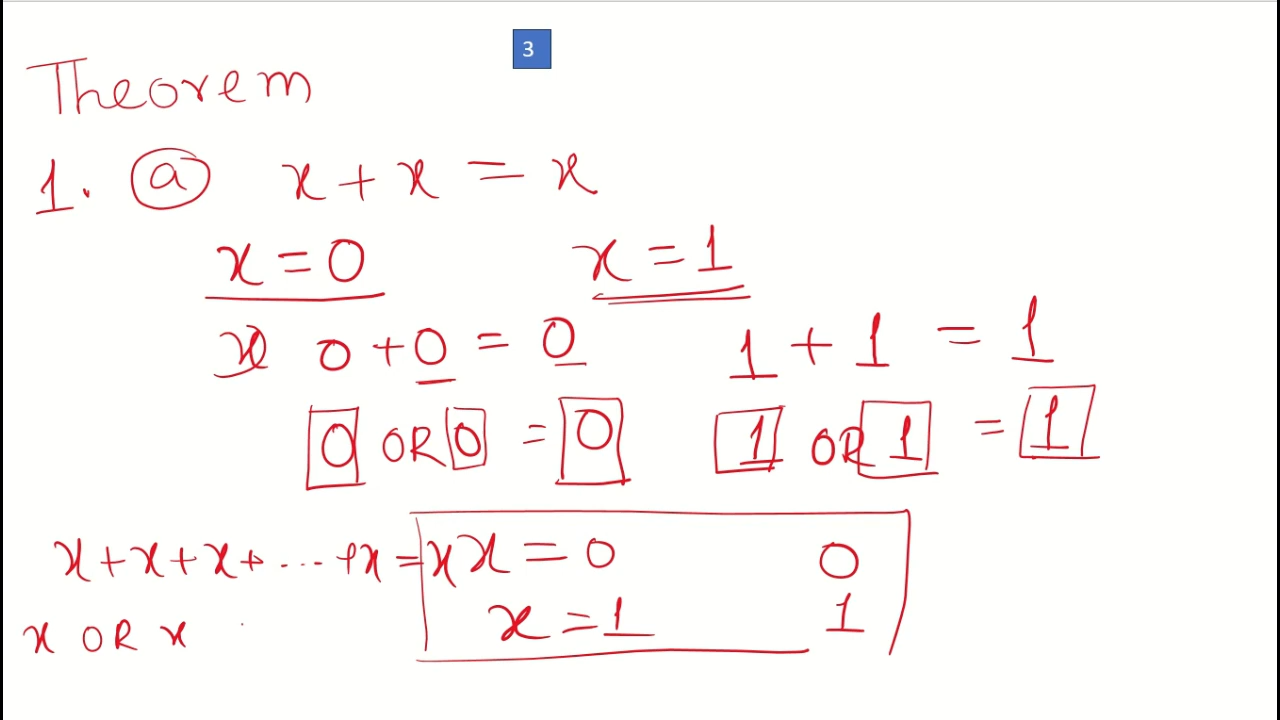 3
Theorem
1. a x + x = x
x = 0 x = 1
0 + 0 = 0 1 + 1 = 1
0 OR 0 = 0 1 OR 1 = 1
x + x + x + ... + x = x x = 0 0
x OR x x = 1 1